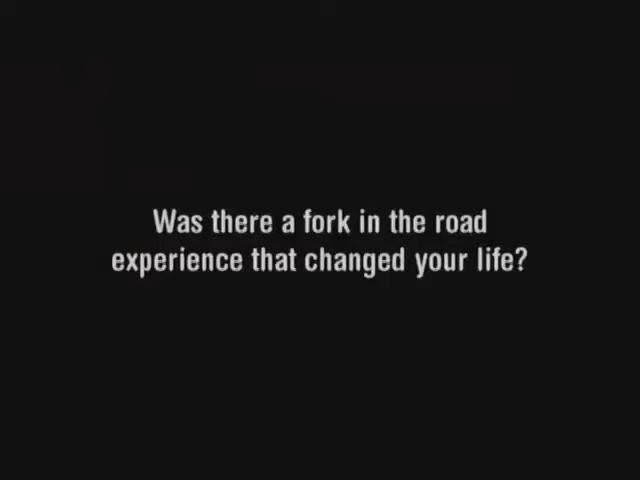 Was there a fork in the road
experience that changed your life?